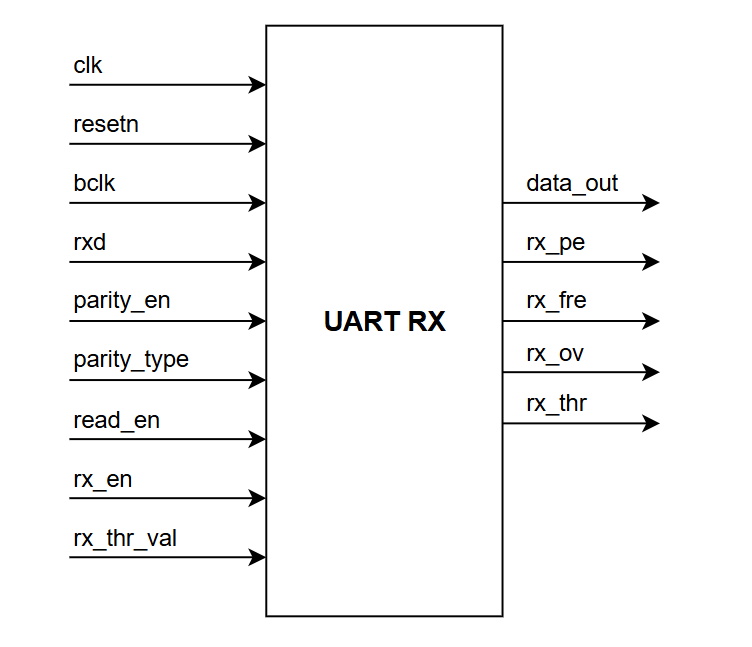 clk
resetn
bclk
rxd
parity_en
parity_type
read_en
rx_en
rx_thr_val
UART RX
data_out
rx_pe
rx_fre
rx_ov
rx_thr